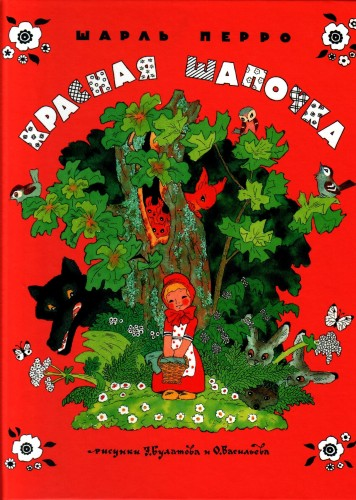 ШАРЛЬ ПЕРРО
КРАСНАЯ ШАПОЧКА
рисунки Э.Булатова и О.Васильева